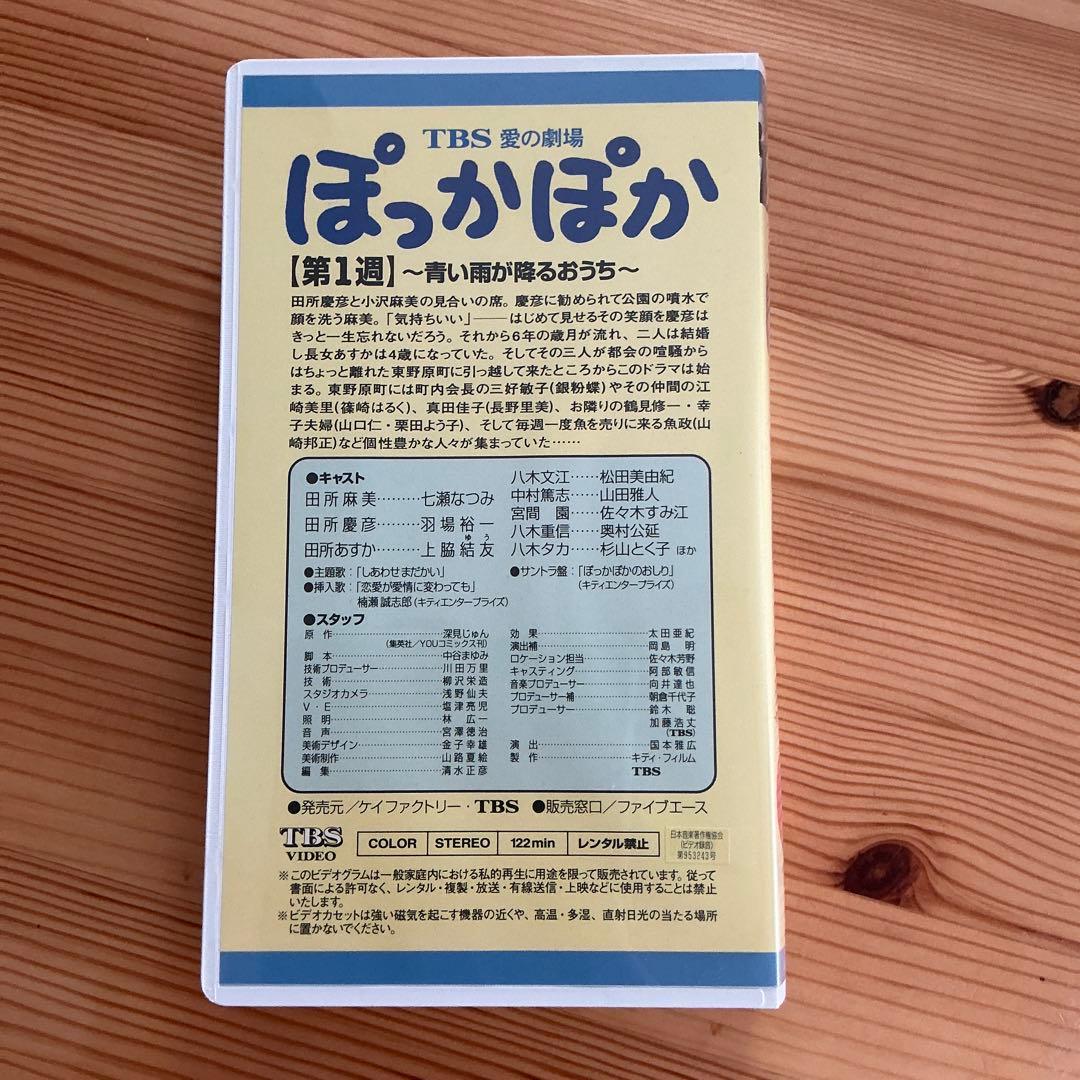 TBS 愛の劇場
ぽっかぽか
【第1週】～青い雨が降るおうち～
田所慶彦と小沢麻美の見合いの席。慶彦に勧められて公園の噴水で
顔を洗う麻美。「気持ちいい」――はじめて見せるその笑顔を慶彦は
きっと一生忘れないだろう。それから6年の歳月が流れ、二人は結婚
し長女あすかは4歳になっていた。そしてその三人が都会の喧騒から
はちょっと離れた東野原町に引っ越して来たところからこのドラマは
始まる。東野原町には町内会長の三好敏子(銀粉蝶)やその仲間の江
崎美里(篠崎はるく)、真田佳子(長野里美)、お隣りの鶴見修一・幸
子夫婦(山口仁・栗田よう子)、そして毎週一度魚を売りに来る魚政(山
崎邦正)など個性豊かな人々が集まっていた……
●キャスト
田所麻美………七瀬なつみ
田所慶彦………羽場裕一
ゆう
田所あすか………上脇結友
八木文江……松田美由紀
中村篤志……山田雅人
宮間園……佐々木すみ江
八木重信……奥村公延
八木タカ……杉山とく子 ほか
●主題歌：「しあわせまだかい」
●挿入歌：「恋愛が愛情に変わっても」
楠瀬誠志郎(キティエンタープライズ)
●サントラ盤：「ぽっかぽかのおしり」
(キティエンタープライズ)
●スタッフ
原作………深見じゅん
(集英社/YOUコミックス刊)
脚本………中谷まゆみ
技術プロデューサー………川田万里
技術………柳沢栄造
スタジオカメラ………浅野仙夫
V・E………塩津亮児
照明………林広一
音声………宮澤徳治
美術デザイン………金子幸雄
美術制作………山路夏絵
編集………清水正彦
効果………太田亜紀
演出補………岡島明
ロケーション担当………佐々木芳野
キャスティング………阿部敏信
音楽プロデューサー………向井達也
プロデューサー補………朝倉千代子
プロデューサー………鈴木聡
加藤浩丈
(TBS)
演出………国本雅広
製作………キティ・フィルム
TBS
●発売元/ケイファクトリー・TBS ●販売窓口/ファイブエース
TBS
VIDEO
COLOR STEREO 122min レンタル禁止
日本音楽著作権協会
(ビデオ録音)
第953243号
※このビデオグラムは一般家庭内における私的再生に用途を限って販売されています。従って
書面による許可なく、レンタル・複製・放送・有線送信・上映などに使用することは禁止
いたします。
※ビデオカセットは強い磁気を起こす機器の近くや、高温・多湿、直射日光の当たる場所
に置かないでください。